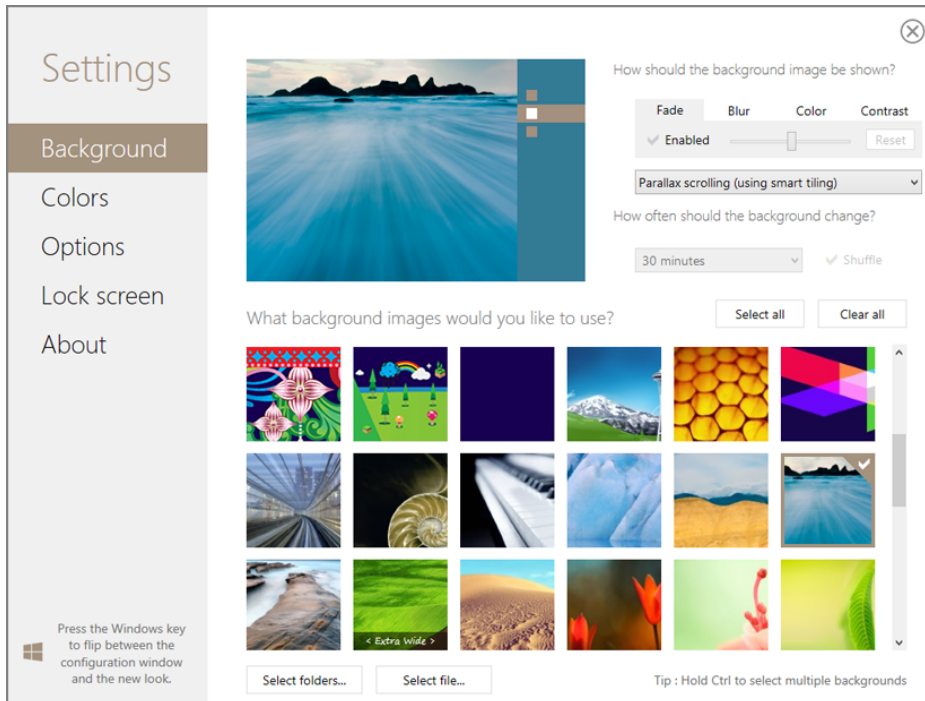 Settings
Background
Colors
Options
Lock screen
About
Press the Windows key
to flip between the
configuration window
and the new look.
How should the background image be shown?
Fade Blur Color Contrast
Enabled Reset
Parallax scrolling (using smart tiling)
How often should the background change?
30 minutes Shuffle
What background images would you like to use? Select all Clear all
< Extra Wide >
Select folders... Select file... Tip : Hold Ctrl to select multiple backgrounds